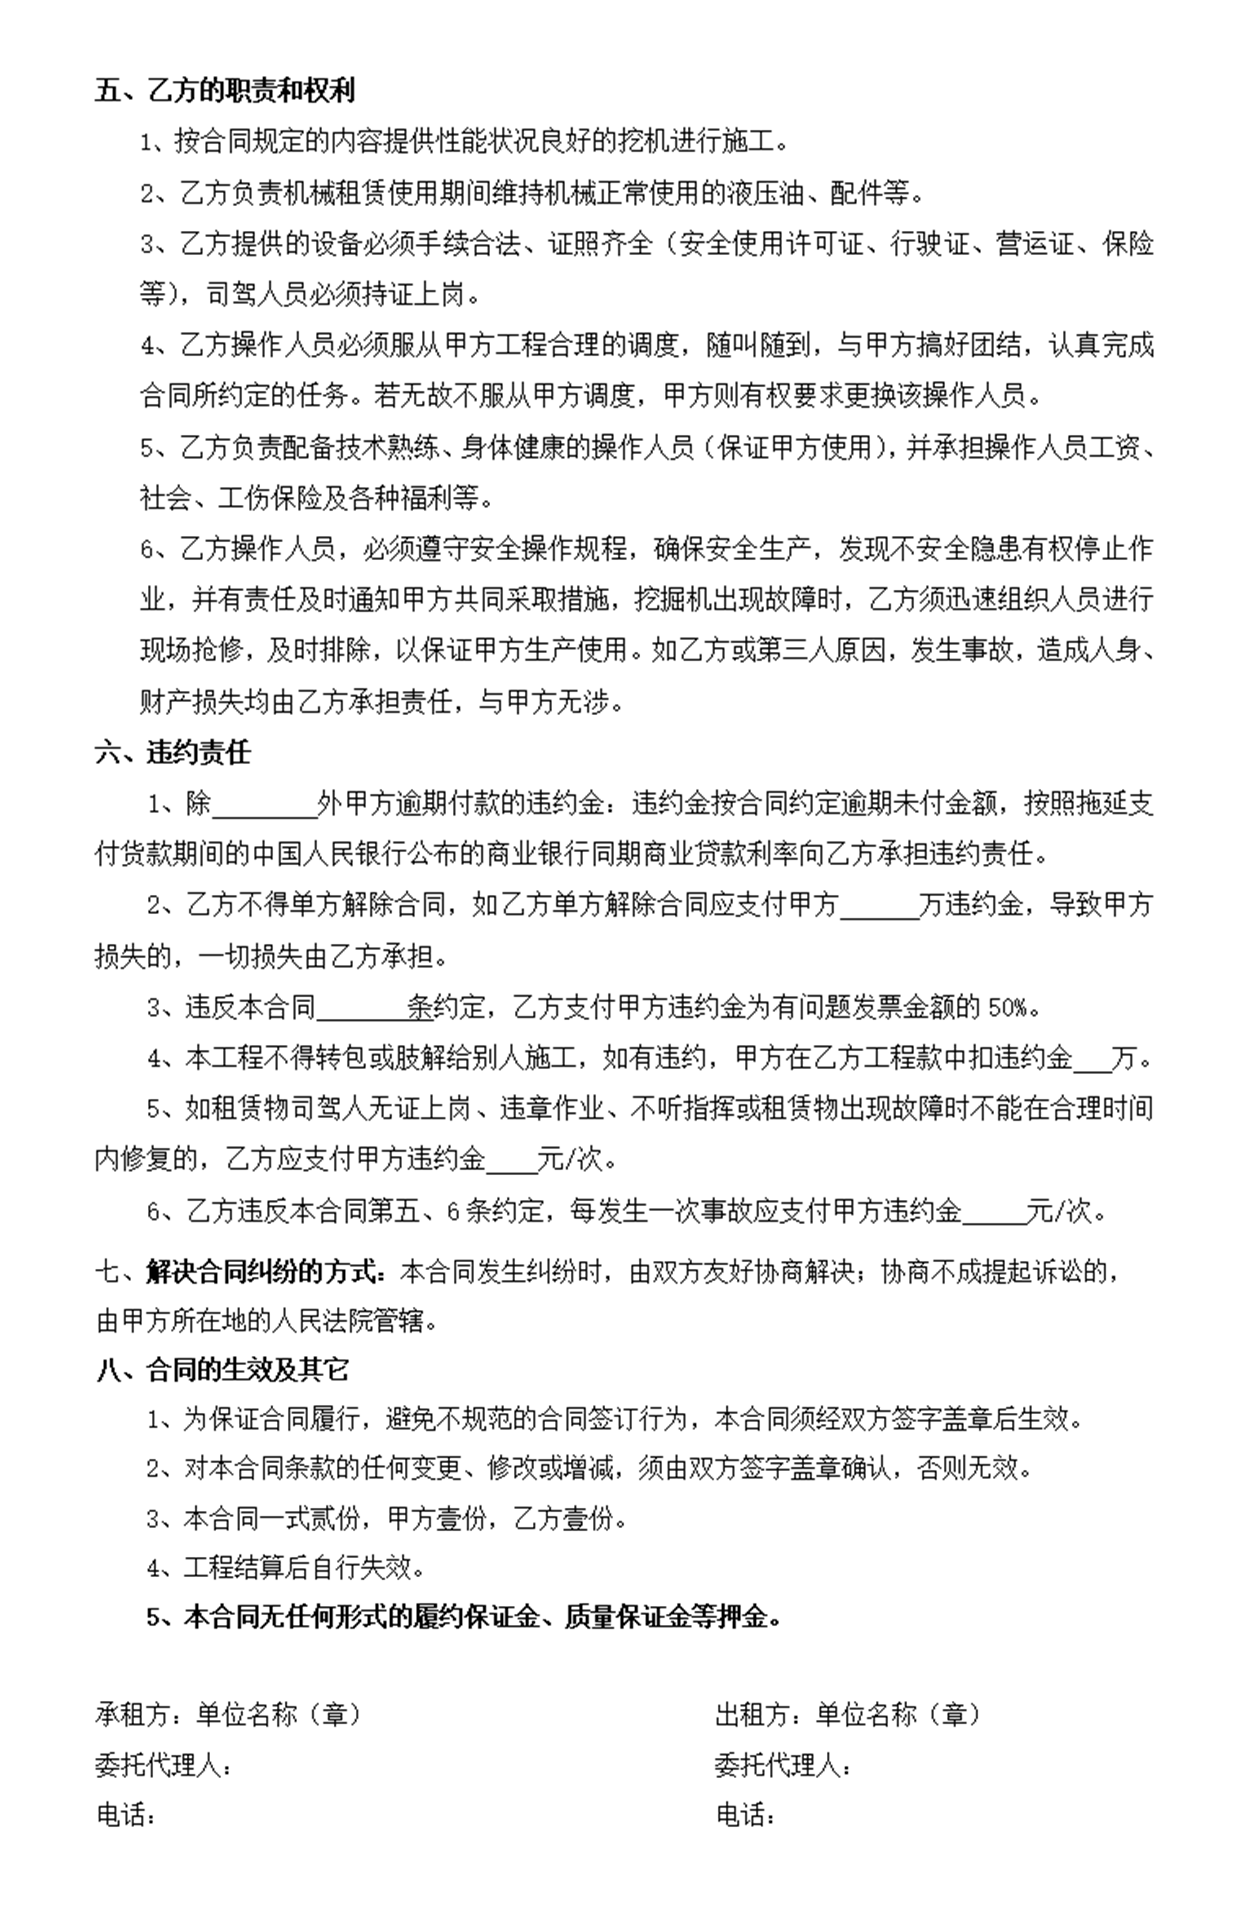 五、乙方的职责和权利
1、按合同规定的内容提供性能状况良好的挖机进行施工。
2、乙方负责机械租赁使用期间维持机械正常使用的液压油、配件等。
3、乙方提供的设备必须手续合法、证照齐全（安全使用许可证、行驶证、营运证、保险
等），司驾人员必须持证上岗。
4、乙方操作人员必须服从甲方工程合理的调度，随叫随到，与甲方搞好团结，认真完成
合同所约定的任务。若无故不服从甲方调度，甲方则有权要求更换该操作人员。
5、乙方负责配备技术熟练、身体健康的操作人员（保证甲方使用），并承担操作人员工资、
社会、工伤保险及各种福利等。
6、乙方操作人员，必须遵守安全操作规程，确保安全生产，发现不安全隐患有权停止作
业，并有责任及时通知甲方共同采取措施，挖掘机出现故障时，乙方须迅速组织人员进行
现场抢修，及时排除，以保证甲方生产使用。如乙方或第三人原因，发生事故，造成人身、
财产损失均由乙方承担责任，与甲方无涉。
六、违约责任
1、除________外甲方逾期付款的违约金：违约金按合同约定逾期未付金额，按照拖延支
付货款期间的中国人民银行公布的商业银行同期商业贷款利率向乙方承担违约责任。
2、乙方不得单方解除合同，如乙方单方解除合同应支付甲方______万违约金，导致甲方
损失的，一切损失由乙方承担。
3、违反本合同_______条约定，乙方支付甲方违约金为有问题发票金额的 50%。
4、本工程不得转包或肢解给别人施工，如有违约，甲方在乙方工程款中扣违约金___万。
5、如租赁物司驾人无证上岗、违章作业、不听指挥或租赁物出现故障时不能在合理时间
内修复的，乙方应支付甲方违约金____元/次。
6、乙方违反本合同第五、6 条约定，每发生一次事故应支付甲方违约金_____元/次。
七、解决合同纠纷的方式：本合同发生纠纷时，由双方友好协商解决；协商不成提起诉讼的，
由甲方所在地的人民法院管辖。
八、合同的生效及其它
1、为保证合同履行，避免不规范的合同签订行为，本合同须经双方签字盖章后生效。
2、对本合同条款的任何变更、修改或增减，须由双方签字盖章确认，否则无效。
3、本合同一式贰份，甲方壹份，乙方壹份。
4、工程结算后自行失效。
5、本合同无任何形式的履约保证金、质量保证金等押金。
承租方：单位名称（章） 出租方：单位名称（章）
委托代理人： 委托代理人：
电话： 电话：